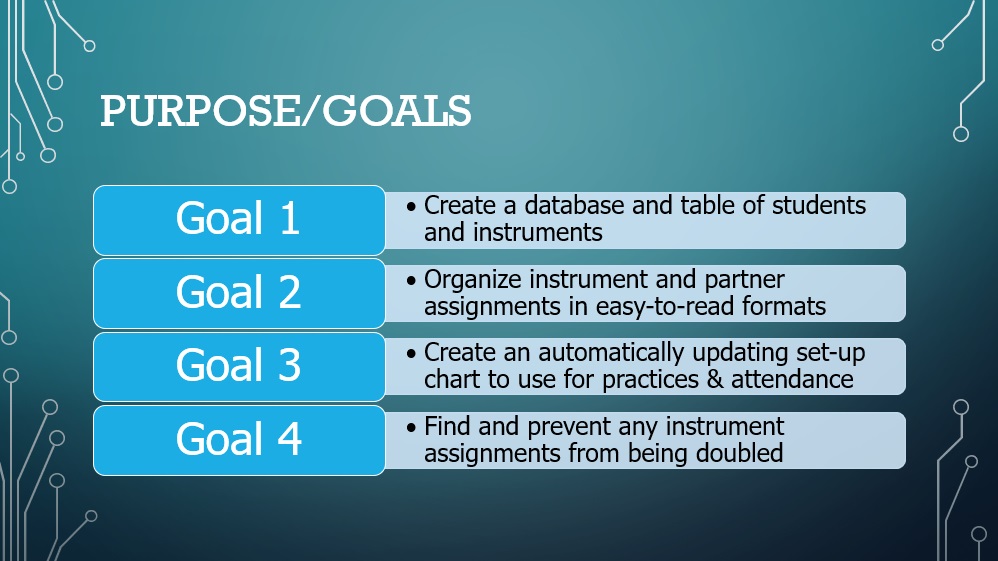 PURPOSE/GOALS
Goal 1
• Create a database and table of students
and instruments
Goal 2
• Organize instrument and partner
assignments in easy-to-read formats
Goal 3
• Create an automatically updating set-up
chart to use for practices & attendance
Goal 4
• Find and prevent any instrument
assignments from being doubled